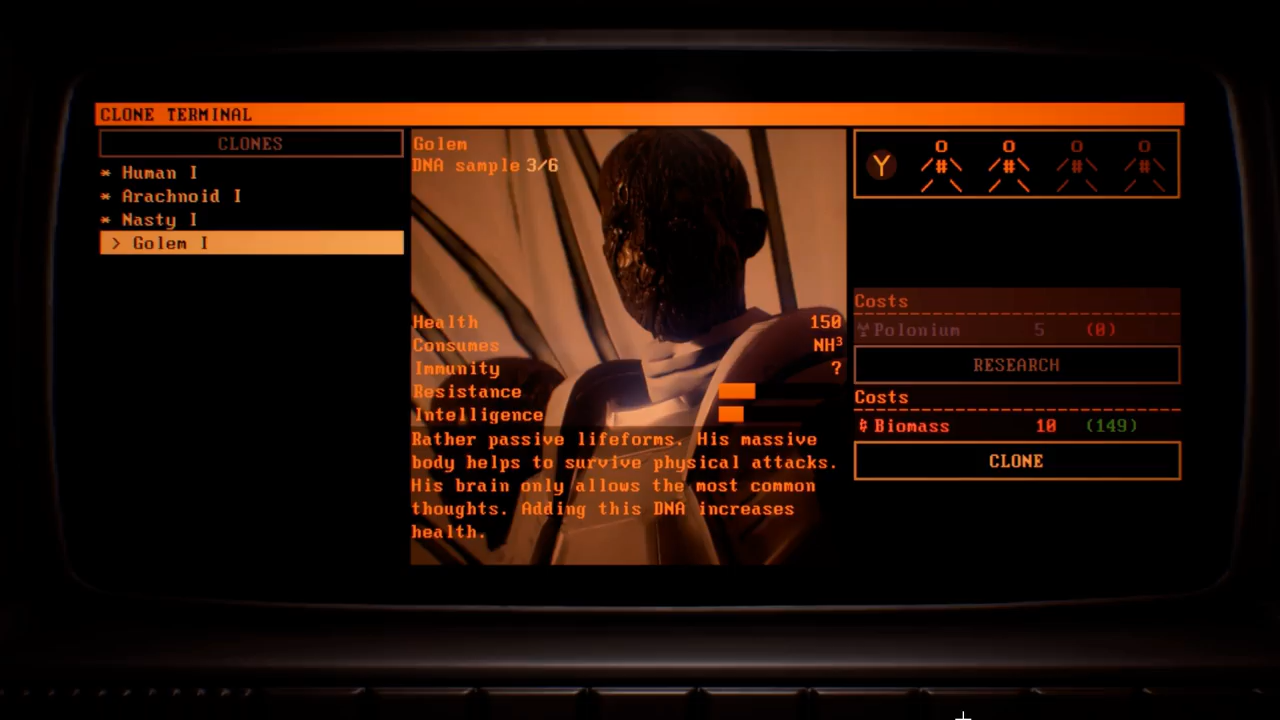 CLONE TERMINAL
CLONES
* Human I
* Arachnoid I
* Nasty I
> Golem I
Golem
DNA sample 3/6
Health 150
Consumes NH³
Immunity ?
Resistance
Intelligence
Rather passive lifeforms. His massive
body helps to survive physical attacks.
His brain only allows the most common
thoughts. Adding this DNA increases
health.
Y
Costs
Polonium 5 (0)
RESEARCH
Costs
Biomass 10 (149)
CLONE